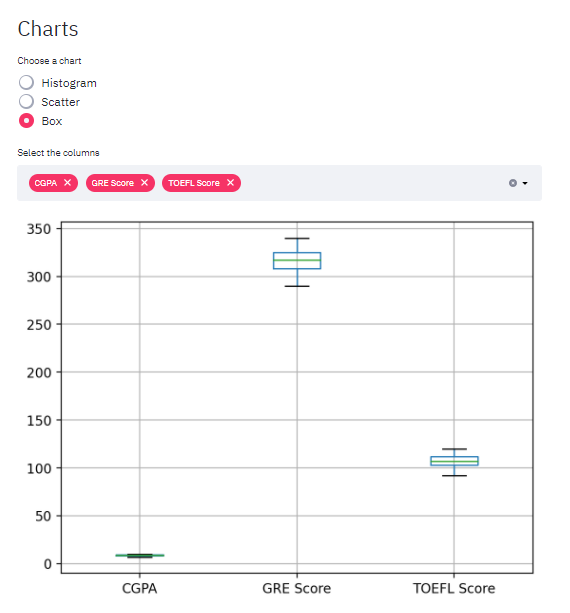 Charts
Choose a chart
Histogram
Scatter
Box
Select the columns
CGPA GRE Score TOEFL Score
350
300
250
200
150
100
50
0
CGPA GRE Score TOEFL Score